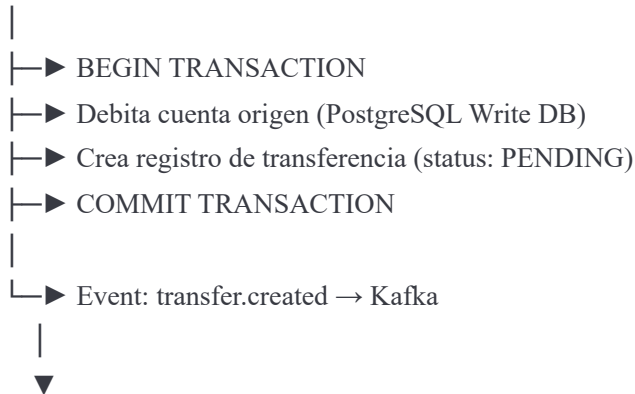 │
├─► BEGIN TRANSACTION
├─► Debita cuenta origen (PostgreSQL Write DB)
├─► Crea registro de transferencia (status: PENDING)
├─► COMMIT TRANSACTION
│
└─► Event: transfer.created → Kafka
│
▼